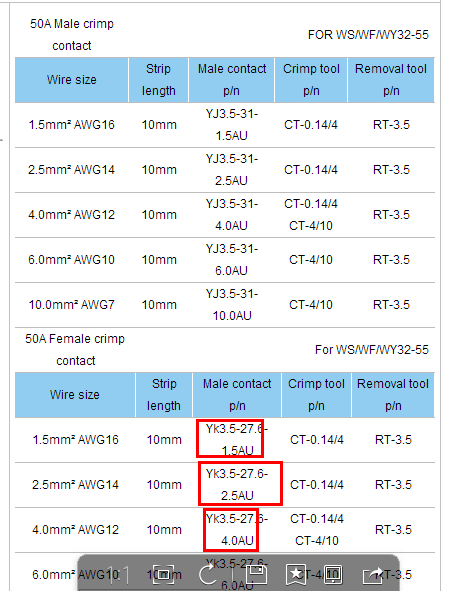 50A Male crimp
contact
FOR WS/WF/WY32-55
Wire size
Strip
length
Male contact
p/n
Crimp tool
p/n
Removal tool
p/n
1.5mm² AWG16
10mm
YJ3.5-31-
1.5AU
CT-0.14/4
RT-3.5
2.5mm² AWG14
10mm
YJ3.5-31-
2.5AU
CT-0.14/4
RT-3.5
4.0mm² AWG12
10mm
YJ3.5-31-
4.0AU
CT-0.14/4
CT-4/10
RT-3.5
6.0mm² AWG10
10mm
YJ3.5-31-
6.0AU
CT-4/10
RT-3.5
10.0mm² AWG7
10mm
YJ3.5-31-
10.0AU
CT-4/10
RT-3.5
50A Female crimp
contact
For WS/WF/WY32-55
Wire size
Strip
length
Male contact
p/n
Crimp tool
p/n
Removal tool
p/n
1.5mm² AWG16
10mm
Yk3.5-27.6-
1.5AU
CT-0.14/4
RT-3.5
2.5mm² AWG14
10mm
Yk3.5-27.6-
2.5AU
CT-0.14/4
RT-3.5
4.0mm² AWG12
10mm
Yk3.5-27.6-
4.0AU
CT-0.14/4
CT-4/10
RT-3.5
6.0mm² AWG10
10mm
Yk3.5-27.6-
6.0AU
CT-4/10
RT-3.5
1:1